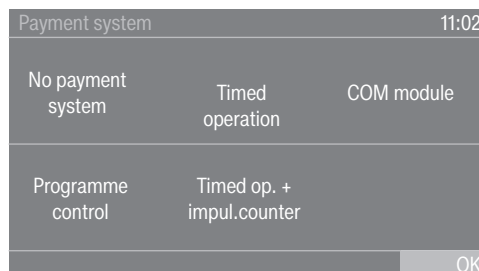 Payment system 11:02
No payment
system
Timed
operation
COM module
Programme
control
Timed op. +
impul.counter
OK